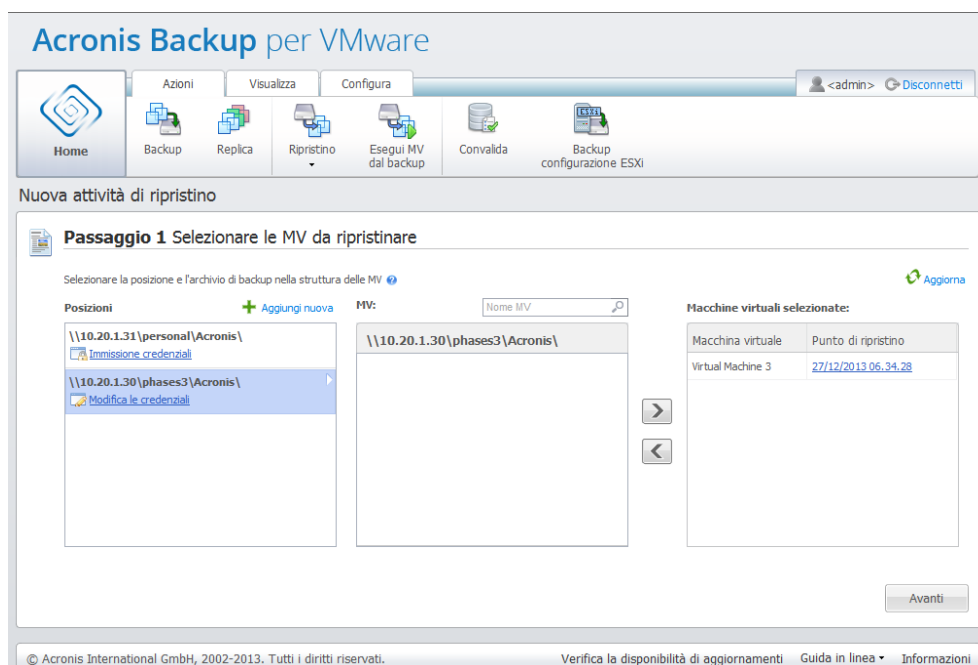 Acronis Backup per VMware
Azioni
Visualizza
Configura
<admin>
Disconnetti
Home
Backup
Replica
Ripristino
Esegui MV
dal backup
Convalida
Backup
configurazione ESXi
Nuova attività di ripristino
Passaggio 1 Selezionare le MV da ripristinare
Selezionare la posizione e l'archivio di backup nella struttura delle MV
Aggiorna
Posizioni
Aggiungi nuova
MV:
Nome MV
Macchine virtuali selezionate:
\\10.20.1.31\personal\Acronis\
Immissione credenziali
\\10.20.1.30\phases3\Acronis\
Modifica le credenziali
\\10.20.1.30\phases3\Acronis\
Macchina virtuale
Punto di ripristino
Virtual Machine 3
27/12/2013 06.34.28
Avanti
© Acronis International GmbH, 2002-2013. Tutti i diritti riservati.
Verifica la disponibilità di aggiornamenti
Guida in linea
Informazioni